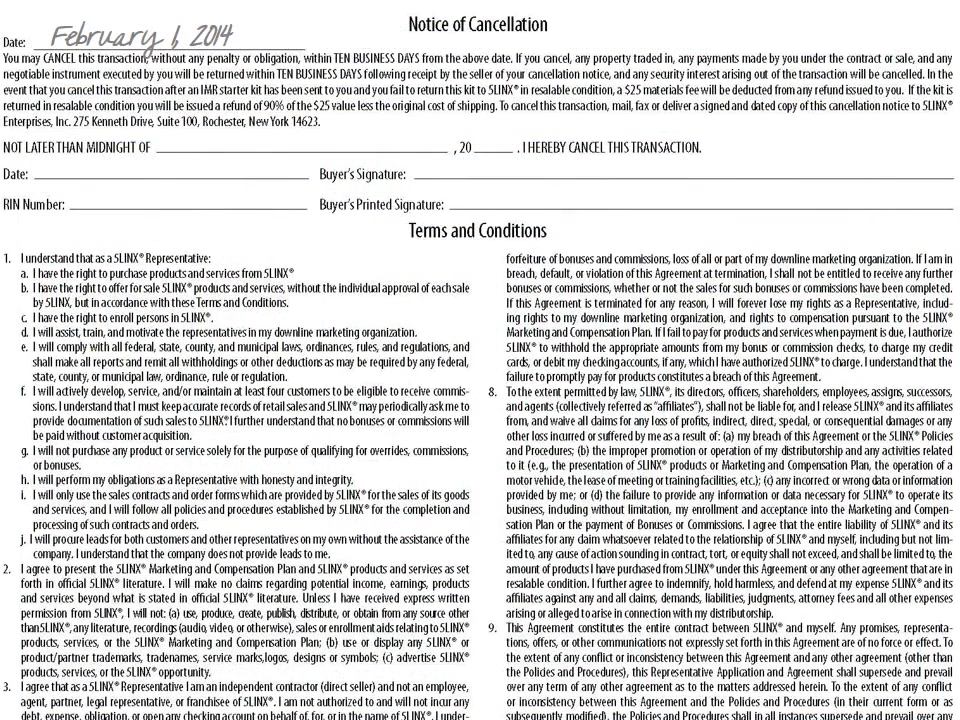 Notice of Cancellation
Date: February 1, 2014
You may CANCEL this transaction, without any penalty or obligation, within TEN BUSINESS DAYS from the above date. If you cancel, any property traded in, any payments made by you under the contract or sale, and any
negotiable instrument executed by you will be returned within TEN BUSINESS DAYS following receipt by the seller of your cancellation notice, and any security interest arising out of the transaction will be cancelled. In the
event that you cancel this transaction after an IMR starter kit has been sent to you and you fail to return this kit to 5LINX® in resalable condition, a $25 materials fee will be deducted from any refund issued to you. If the kit is
returned in resalable condition you will be issued a refund of 90% of the $25 value less the original cost of shipping. To cancel this transaction, mail, fax or deliver a signed and dated copy of this cancellation notice to 5LINX®
Enterprises, Inc. 275 Kenneth Drive, Suite 100, Rochester, New York 14623.
NOT LATER THAN MIDNIGHT OF , 20 . I HEREBY CANCEL THIS TRANSACTION.
Date: Buyer's Signature:
RIN Number: Buyer's Printed Signature:
Terms and Conditions
1. I understand that as a 5LINX® Representative:
a. I have the right to purchase products and services from 5LINX®
b. I have the right to offer for sale 5LINX® products and services, without the individual approval of each sale
by 5LINX, but in accordance with these Terms and Conditions.
c. I have the right to enroll persons in 5LINX®.
d. I will assist, train, and motivate the representatives in my downline marketing organization.
e. I will comply with all federal, state, county, and municipal laws, ordinances, rules, and regulations, and
shall make all reports and remit all withholdings or other deductions as may be required by any federal,
state, county, or municipal law, ordinance, rule or regulation.
f. I will actively develop, service, and/or maintain at least four customers to be eligible to receive commis-
sions. I understand that I must keep accurate records of retail sales and 5LINX® may periodically ask me to
provide documentation of such sales to 5LINX® I further understand that no bonuses or commissions will
be paid without customer acquisition.
g. I will not purchase any product or service solely for the purpose of qualifying for overrides, commissions,
or bonuses.
h. I will perform my obligations as a Representative with honesty and integrity.
i. I will only use the sales contracts and order forms which are provided by 5LINX® for the sales of its goods
and services, and I will follow all policies and procedures established by 5LINX® for the completion and
processing of such contracts and orders.
j. I will procure leads for both customers and other representatives on my own without the assistance of the
company. I understand that the company does not provide leads to me.
2. I agree to present the 5LINX® Marketing and Compensation Plan and 5LINX® products and services as set
forth in official 5LINX® literature. I will make no claims regarding potential income, earnings, products
and services beyond what is stated in official 5LINX® literature. Unless I have received express written
permission from 5LINX®, I will not: (a) use, produce, create, publish, distribute, or obtain from any source other
than5LINX®, any literature, recordings (audio, video, or otherwise), sales or enrollment aids relating to 5LINX®
products, services, or the 5LINX® Marketing and Compensation Plan; (b) use or display any 5LINX® or
product/partner trademarks, tradenames, service marks,logos, designs or symbols; (c) advertise 5LINX®
products, services, or the 5LINX® opportunity.
3. I agree that as a 5LINX® Representative I am an independent contractor (direct seller) and not an employee,
agent, partner, legal representative, or franchisee of 5LINX®. I am not authorized to and will not incur any
debt, expense, obligation, or open any checking account on behalf of, for, or in the name of 5LINX®. I under-
forfeiture of bonuses and commissions, loss of all or part of my downline marketing organization. If I am in
breach, default, or violation of this Agreement at termination, I shall not be entitled to receive any further
bonuses or commissions, whether or not the sales for such bonuses or commissions have been completed.
If this Agreement is terminated for any reason, I will forever lose my rights as a Representative, includ-
ing rights to my downline marketing organization, and rights to compensation pursuant to the 5LINX®
Marketing and Compensation Plan. If I fail to pay for products and services when payment is due, I authorize
5LINX® to withhold the appropriate amounts from my bonus or commission checks, to charge my credit
cards, or debit my checking accounts, if any, which I have authorized 5LINX® to charge. I understand that the
failure to promptly pay for products constitutes a breach of this Agreement.
8. To the extent permitted by law, 5LINX®, its directors, officers, shareholders, employees, assigns, successors,
and agents (collectively referred as "affiliates"), shall not be liable for, and I release 5LINX® and its affiliates
from, and waive all claims for any loss of profits, indirect, direct, special, or consequential damages or any
other loss incurred or suffered by me as a result of: (a) my breach of this Agreement or the 5LINX® Policies
and Procedures; (b) the improper promotion or operation of my distributorship and any activities related
to it (e.g., the presentation of 5LINX® products or Marketing and Compensation Plan, the operation of a
motor vehicle, the lease of meeting or training facilities, etc.); (c) any incorrect or wrong data or information
provided by me; or (d) the failure to provide any information or data necessary for 5LINX® to operate its
business, including without limitation, my enrollment and acceptance into the Marketing and Compen-
sation Plan or the payment of Bonuses or Commissions. I agree that the entire liability of 5LINX® and its
affiliates for any claim whatsoever related to the relationship of 5LINX® and myself, including but not lim-
ited to, any cause of action sounding in contract, tort, or equity shall not exceed, and shall be limited to, the
amount of products I have purchased from 5LINX® under this Agreement or any other agreement that are in
resalable condition. I further agree to indemnify, hold harmless, and defend at my expense 5LINX® and its
affiliates against any and all claims, demands, liabilities, judgments, attorney fees and all other expenses
arising or alleged to arise in connection with my distributorship.
9. This Agreement constitutes the entire contract between 5LINX® and myself. Any promises, representa-
tions, offers, or other communications not expressly set forth in this Agreement are of no force or effect. To
the extent of any conflict or inconsistency between this Agreement and any other agreement (other than
the Policies and Procedures), this Representative Application and Agreement shall supersede and prevail
over any term of any other agreement as to the matters addressed herein. To the extent of any conflict
or inconsistency between this Agreement and the Policies and Procedures (in their current form or as
subsequently modified), the Policies and Procedures shall in all instances supersede and prevail over any